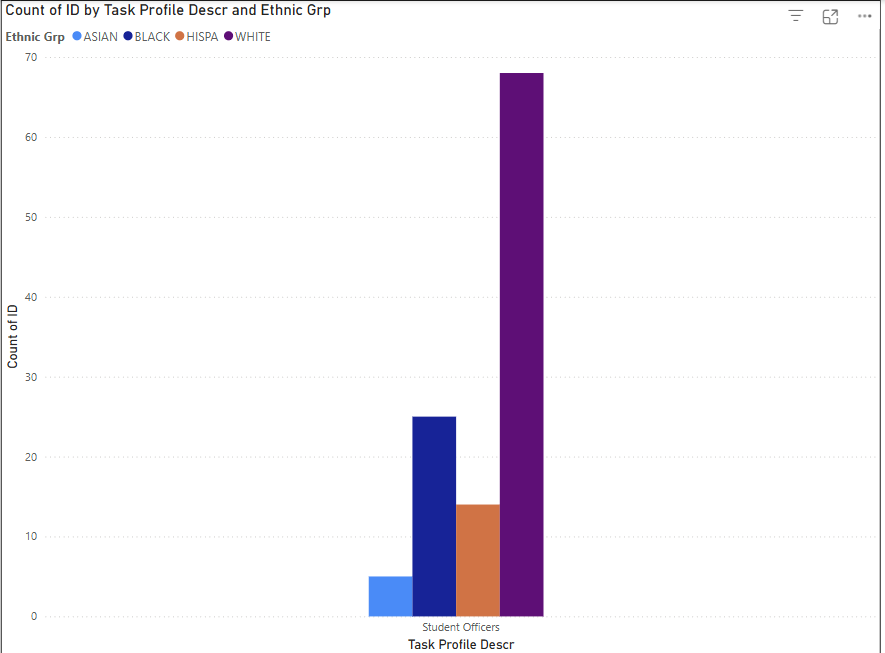 Count of ID by Task Profile Descr and Ethnic Grp
Ethnic Grp ASIAN BLACK HISPA WHITE
70
60
50
40
30
20
10
0
Count of ID
Student Officers
Task Profile Descr